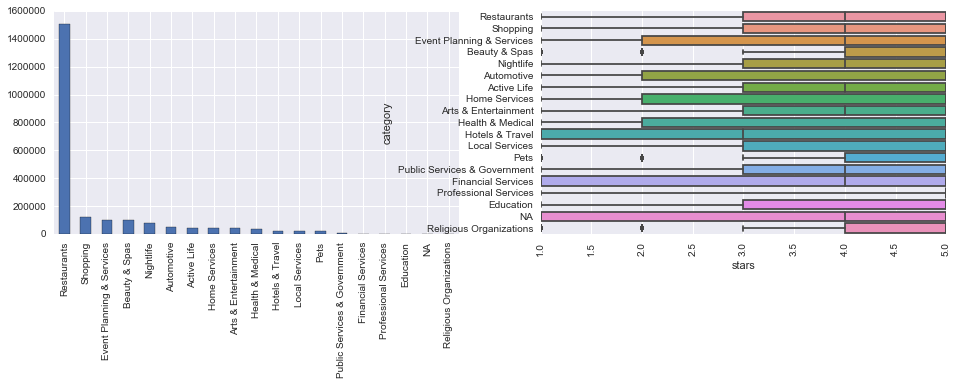 1600000
1400000
1200000
1000000
800000
600000
400000
200000
0
Restaurants
Shopping
Event Planning & Services
Beauty & Spas
Nightlife
Automotive
Active Life
Home Services
Arts & Entertainment
Health & Medical
Hotels & Travel
Local Services
Pets
Public Services & Government
Financial Services
Professional Services
Education
NA
Religious Organizations
category
Restaurants
Shopping
Event Planning & Services
Beauty & Spas
Nightlife
Automotive
Active Life
Home Services
Arts & Entertainment
Health & Medical
Hotels & Travel
Local Services
Pets
Public Services & Government
Financial Services
Professional Services
Education
NA
Religious Organizations
1.0
1.5
2.0
2.5
3.0
3.5
4.0
4.5
5.0
stars